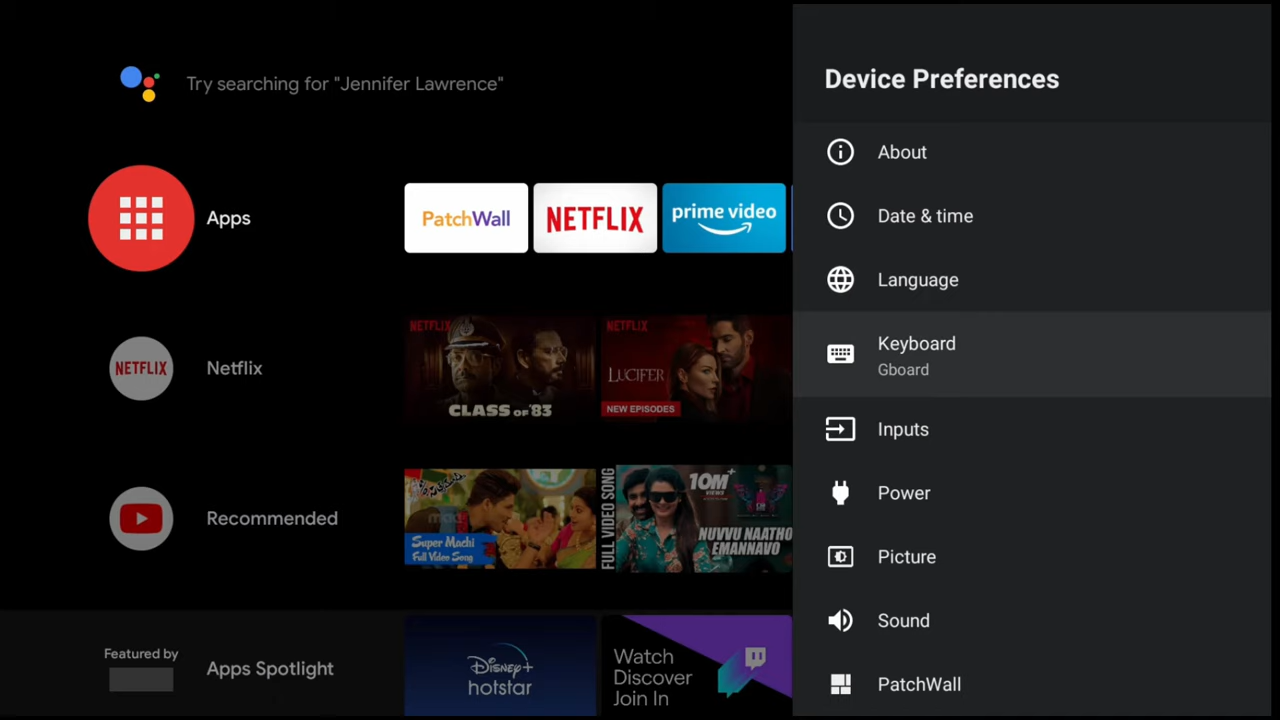 Try searching for "Jennifer Lawrence"
Apps
PatchWall
NETFLIX
prime video
Netflix
NETFLIX
NETFLIX
CLASS OF '83
NETFLIX
LUCIFER
NEW EPISODES
Recommended
Super Machi
Full Video Song
FULL VIDEO SONG
10M+
VIEWS
NUVVU NAATHO
EMANNAVO
Featured by
Apps Spotlight
Disney+
hotstar
Watch
Discover
Join In
Device Preferences
About
Date & time
Language
Keyboard
Gboard
Inputs
Power
Picture
Sound
PatchWall